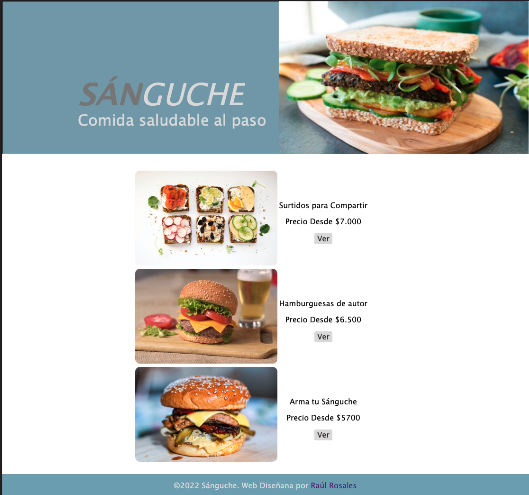 SÁNGUCHE
Comida saludable al paso
Surtidos para Compartir
Precio Desde $7.000
Ver
Hamburguesas de autor
Precio Desde $6.500
Ver
Arma tu Sánguche
Precio Desde $5700
Ver
©2022 Sánguche. Web Diseñana por Raúl Rosales